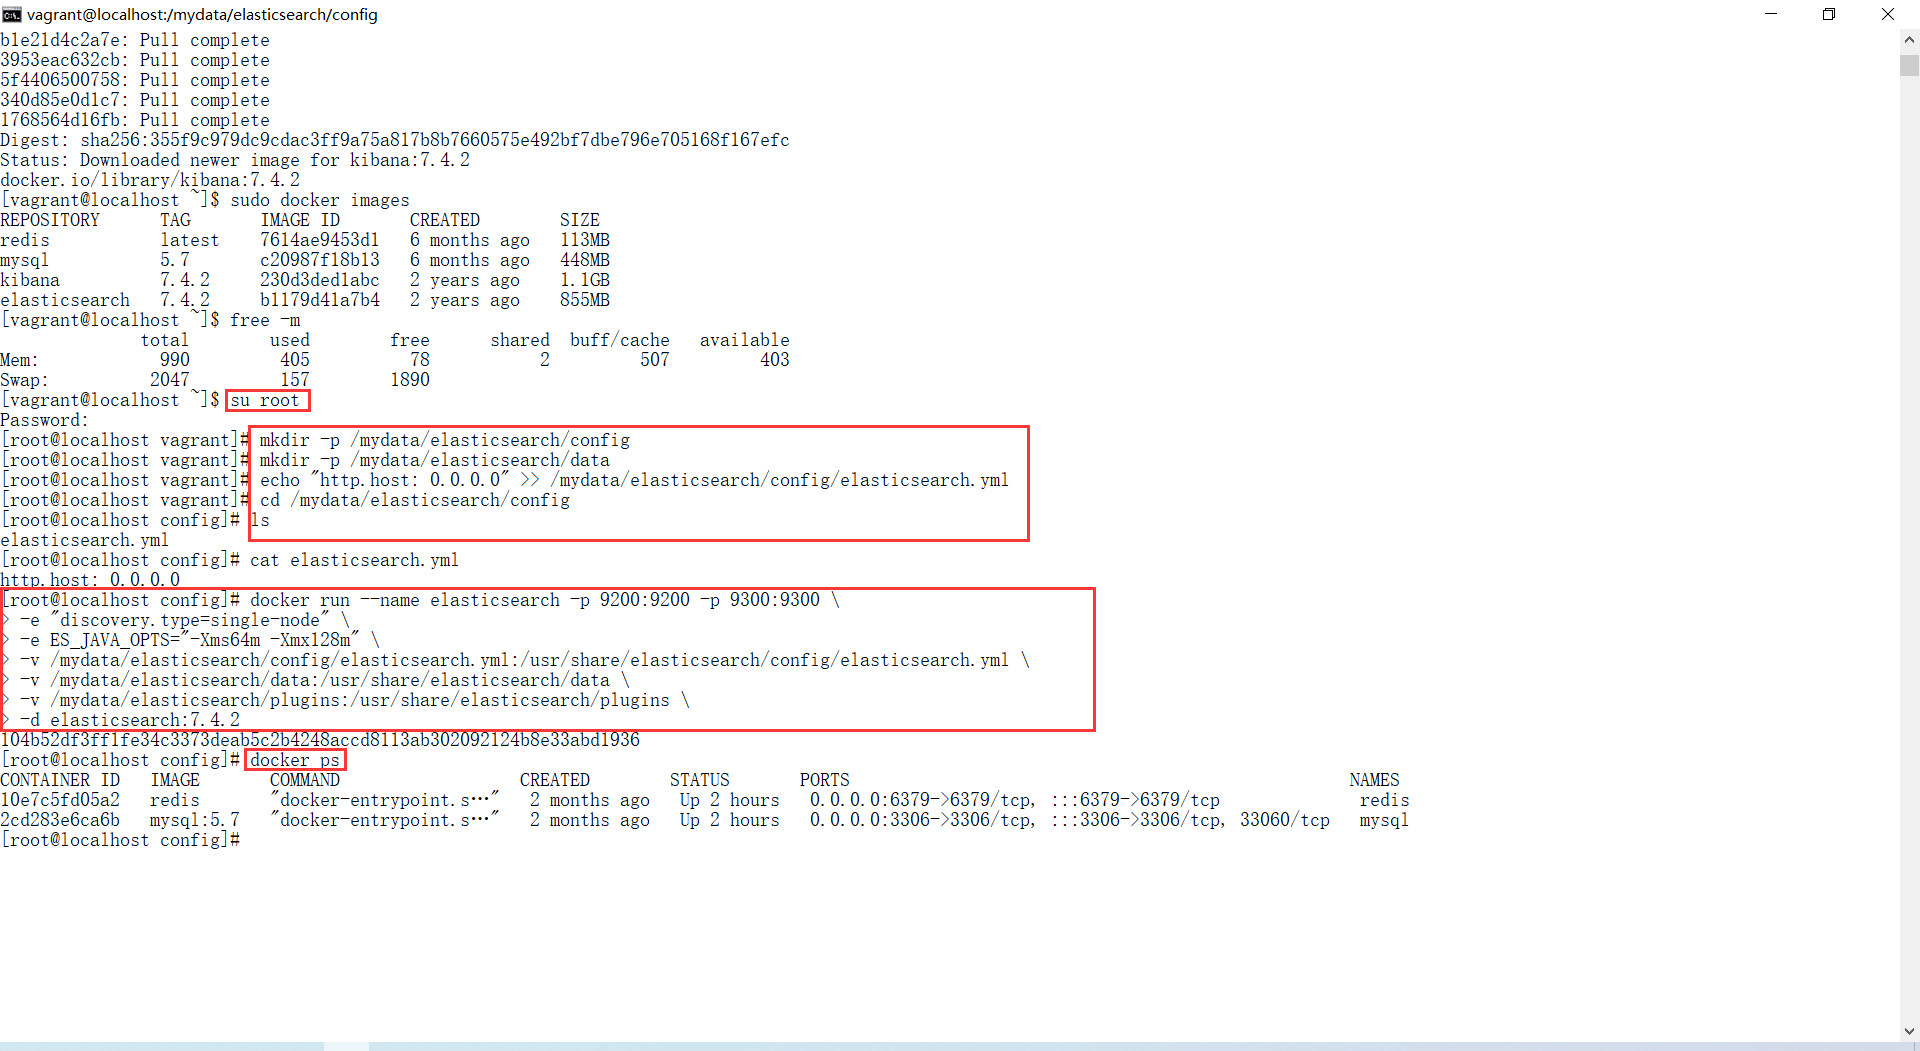 vagrant@localhost:/mydata/elasticsearch/config
b1e21d4c2a7e: Pull complete
3953eac632cb: Pull complete
5f4406500758: Pull complete
340d85e0d1c7: Pull complete
1768564d16fb: Pull complete
Digest: sha256:355f9c979dc9cdac3ff9a75a817b8b7660575e492bf7dbe796e705168f167efc
Status: Downloaded newer image for kibana:7.4.2
docker.io/library/kibana:7.4.2
[vagrant@localhost ~]$ sudo docker images
REPOSITORY      TAG       IMAGE ID       CREATED        SIZE
redis           latest    7614ae9453d1   6 months ago   113MB
mysql           5.7       c20987f18b13   6 months ago   448MB
kibana          7.4.2     230d3ded1abc   2 years ago    1.1GB
elasticsearch   7.4.2     b1179d41a7b4   2 years ago    855MB
[vagrant@localhost ~]$ free -m
              total        used        free      shared  buff/cache   available
Mem:            990         405          78           2         507         403
Swap:          2047         157        1890
[vagrant@localhost ~]$ su root
Password:
[root@localhost vagrant]# mkdir -p /mydata/elasticsearch/config
[root@localhost vagrant]# mkdir -p /mydata/elasticsearch/data
[root@localhost vagrant]# echo "http.host: 0.0.0.0" >> /mydata/elasticsearch/config/elasticsearch.yml
[root@localhost vagrant]# cd /mydata/elasticsearch/config
[root@localhost config]# ls
elasticsearch.yml
[root@localhost config]# cat elasticsearch.yml
http.host: 0.0.0.0
[root@localhost config]# docker run --name elasticsearch -p 9200:9200 -p 9300:9300 \
> -e "discovery.type=single-node" \
> -e ES_JAVA_OPTS="-Xms64m -Xmx128m" \
> -v /mydata/elasticsearch/config/elasticsearch.yml:/usr/share/elasticsearch/config/elasticsearch.yml \
> -v /mydata/elasticsearch/data:/usr/share/elasticsearch/data \
> -v /mydata/elasticsearch/plugins:/usr/share/elasticsearch/plugins \
> -d elasticsearch:7.4.2
104b52df3ff1fe34c3373deab5c2b4248accd8113ab302092124b8e33abd1936
[root@localhost config]# docker ps
CONTAINER ID   IMAGE       COMMAND                  CREATED        STATUS       PORTS                                                  NAMES
10e7c5fd05a2   redis       "docker-entrypoint.s…"   2 months ago   Up 2 hours   0.0.0.0:6379->6379/tcp, :::6379->6379/tcp              redis
2cd283e6ca6b   mysql:5.7   "docker-entrypoint.s…"   2 months ago   Up 2 hours   0.0.0.0:3306->3306/tcp, :::3306->3306/tcp, 33060/tcp   mysql
[root@localhost config]#